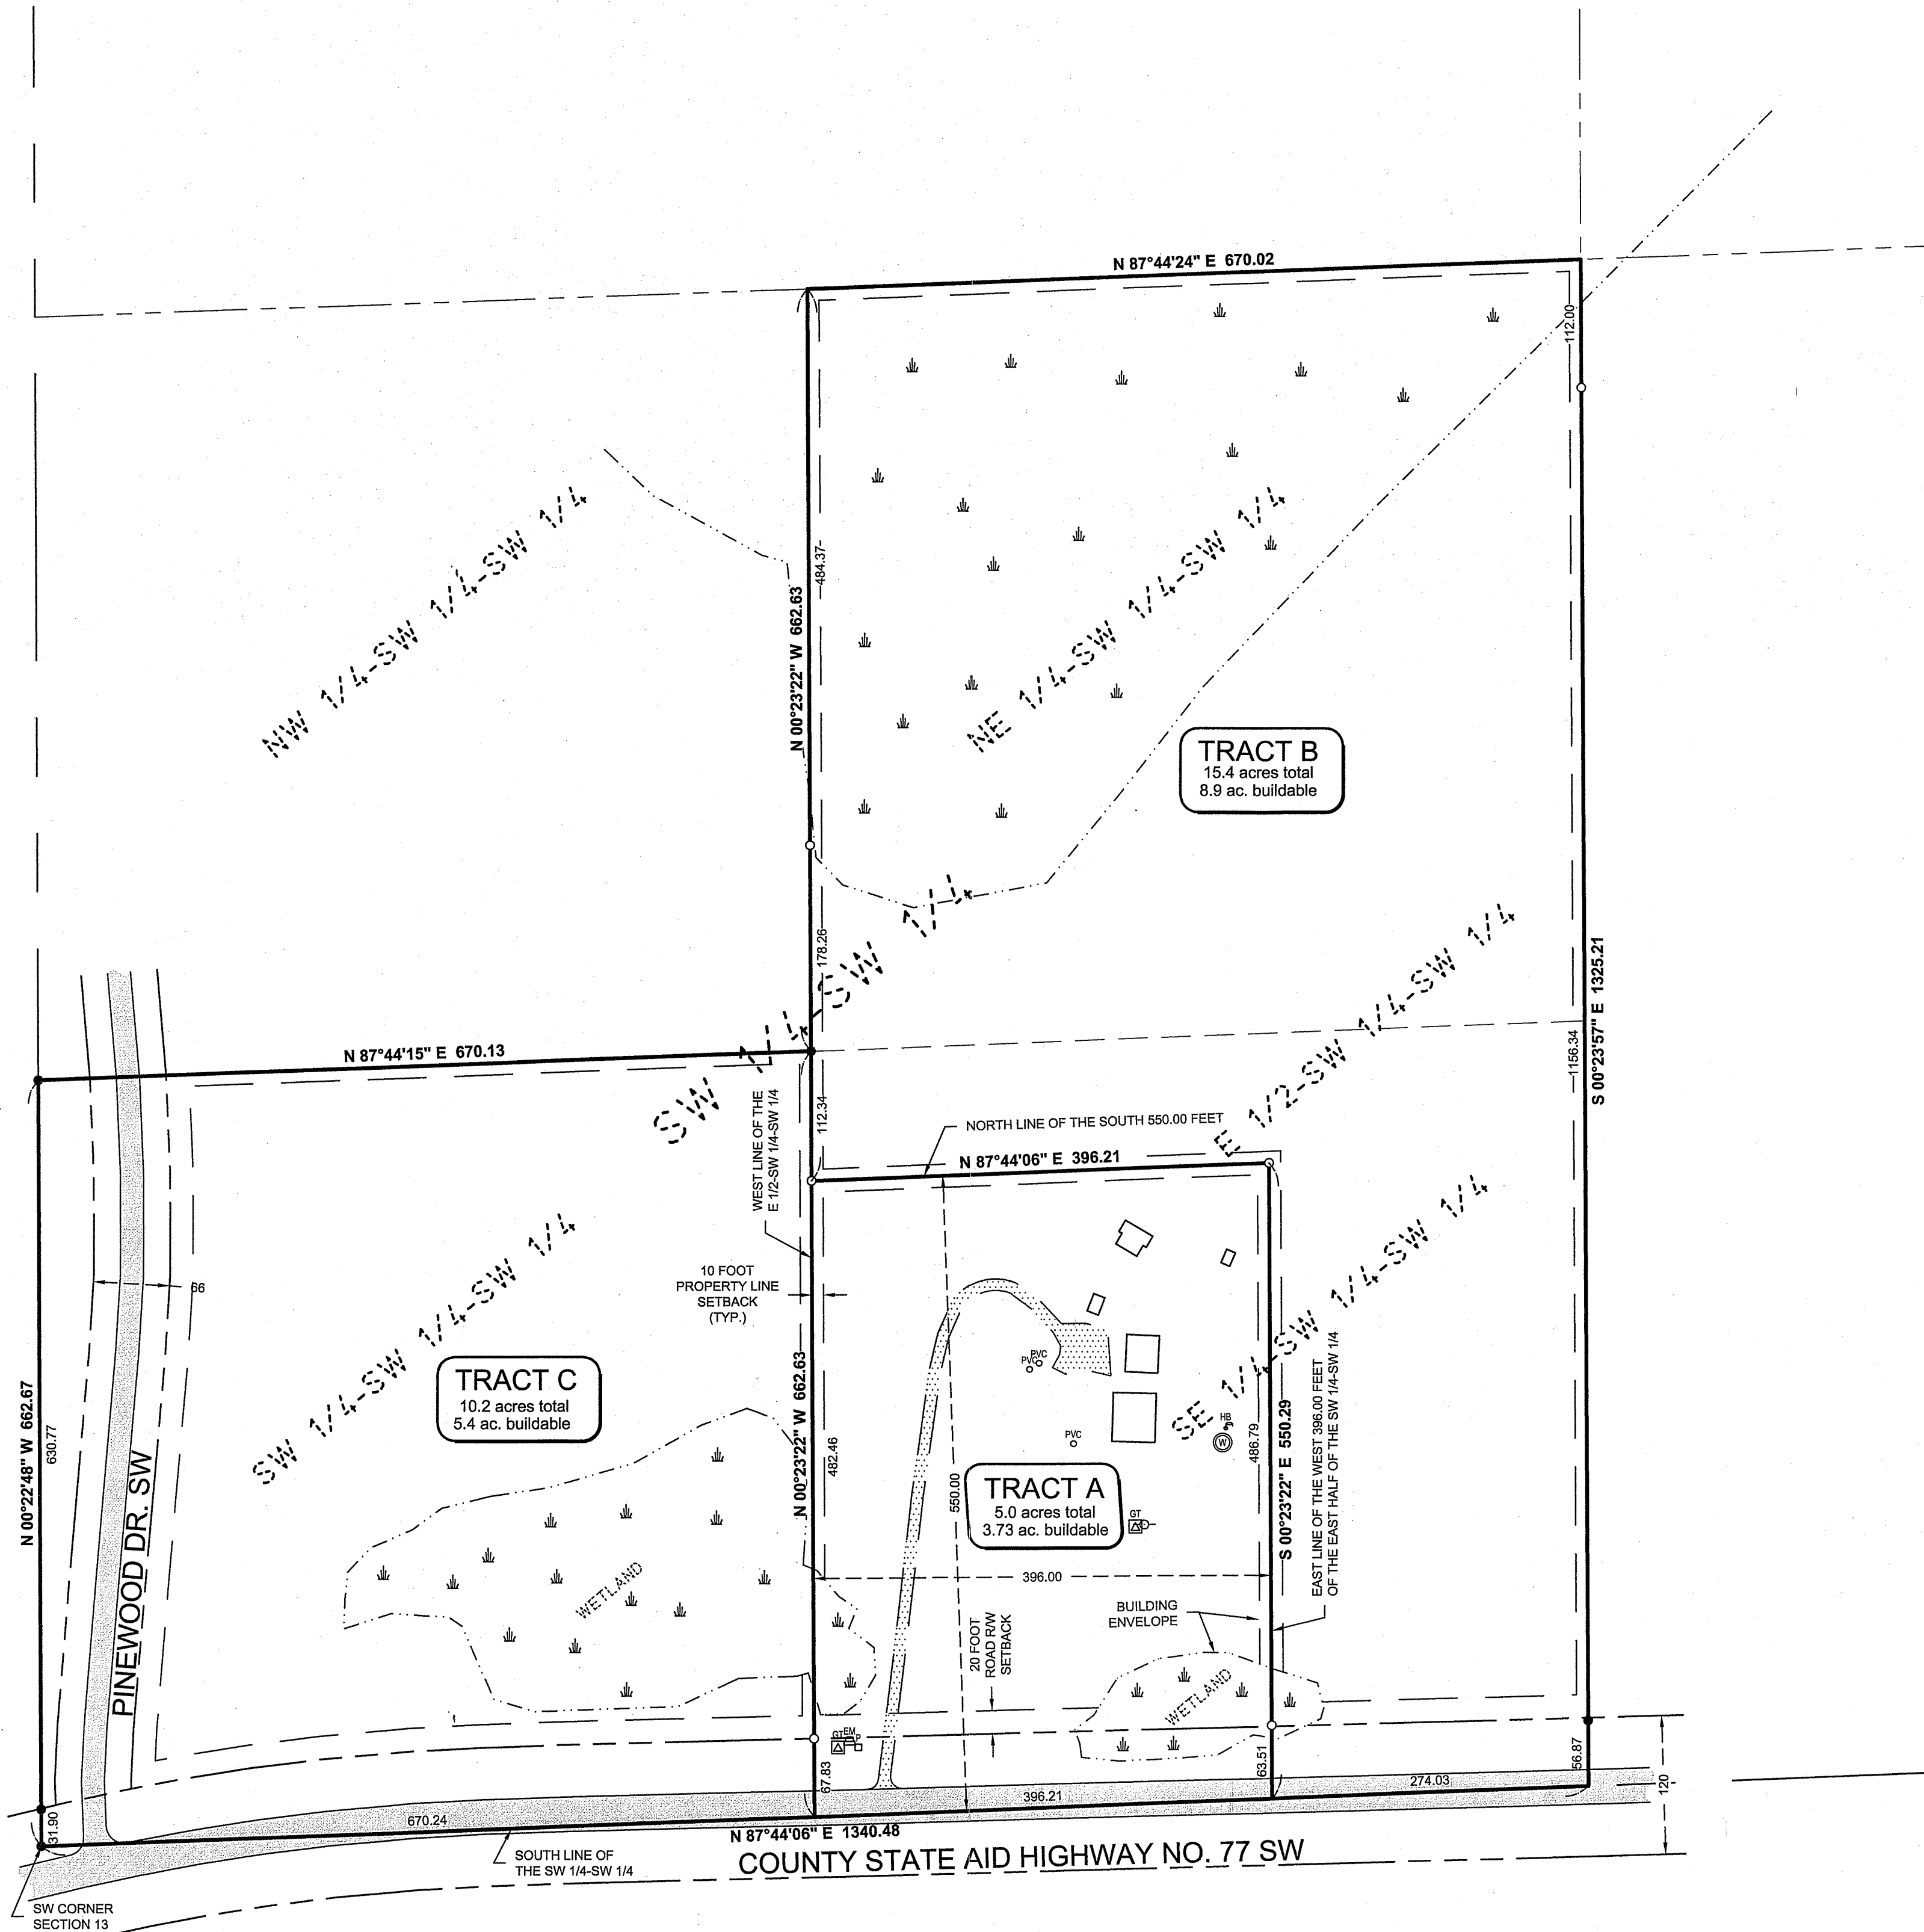 N 87°44'24" E 670.02
112.00
NW 1/4-SW 1/4
484.37
N 00°23'22" W 662.63
NE 1/4-SW 1/4
TRACT B
15.4 acres total
8.9 ac. buildable
178.26
SW 1/4-SW 1/4
E 1/2-SW 1/4-SW 1/4
S 00°23'57" E 1325.21
1156.34
N 87°44'15" E 670.13
112.34
WEST LINE OF THE
E 1/2-SW 1/4-SW 1/4
NORTH LINE OF THE SOUTH 550.00 FEET
N 87°44'06" E 396.21
66
10 FOOT
PROPERTY LINE
SETBACK
(TYP.)
SW 1/4-SW 1/4-SW 1/4
SE 1/4-SW 1/4-SW 1/4
TRACT C
10.2 acres total
5.4 ac. buildable
N 00°22'48" W 662.67
630.77
PINEWOOD DR. SW
N 00°23'22" W 662.63
482.46
PVC
PVC
PVC
HB
W
550.00
TRACT A
5.0 acres total
3.73 ac. buildable
GT
486.79
S 00°23'22" E 550.29
EAST LINE OF THE WEST 396.00 FEET
OF THE EAST HALF OF THE SW 1/4-SW 1/4
396.00
WETLAND
20 FOOT
ROAD R/W
SETBACK
BUILDING
ENVELOPE
WETLAND
GT
EM
P
67.83
63.51
56.87
120
31.90
670.24
396.21
274.03
N 87°44'06" E 1340.48
SOUTH LINE OF
THE SW 1/4-SW 1/4
COUNTY STATE AID HIGHWAY NO. 77 SW
SW CORNER
SECTION 13